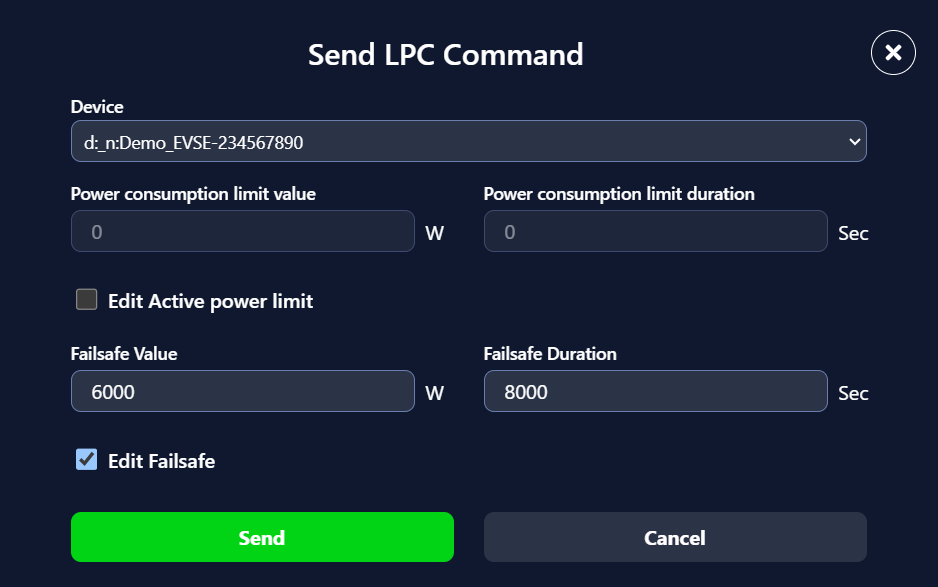 Send LPC Command
Device
d:_n:Demo_EVSE-234567890
Power consumption limit value Power consumption limit duration
0 W 0 Sec
Edit Active power limit
Failsafe Value Failsafe Duration
6000 W 8000 Sec
Edit Failsafe
Send Cancel